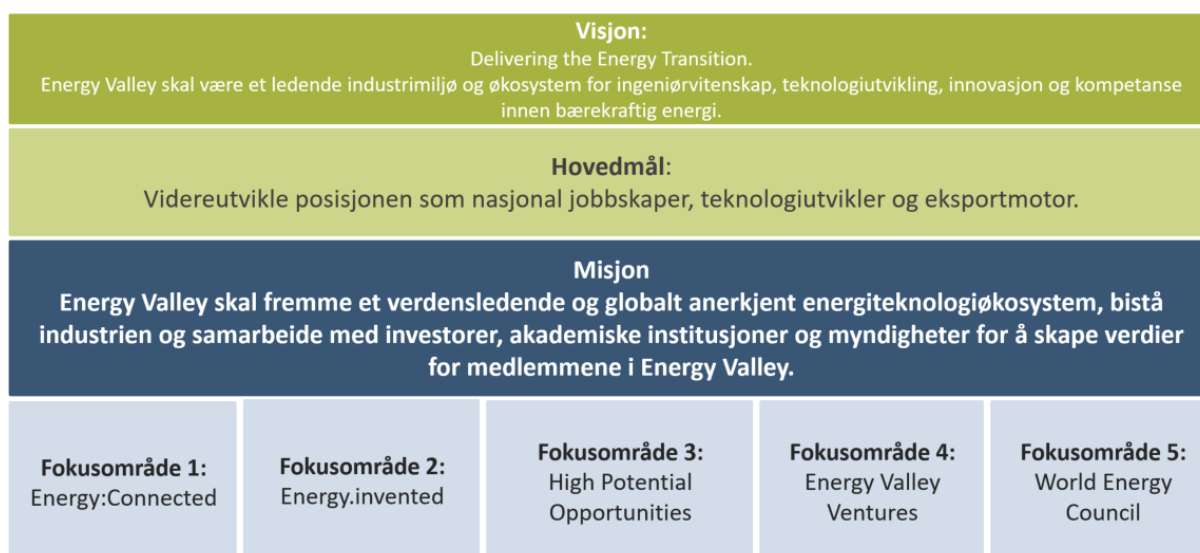 Visjon:
Delivering the Energy Transition.
Energy Valley skal være et ledende industrimiljø og økosystem for ingeniørvitenskap, teknologiutvikling, innovasjon og kompetanse
innen bærekraftig energi.
Hovedmål:
Videreutvikle posisjonen som nasjonal jobbskaper, teknologiutvikler og eksportmotor.
Misjon
Energy Valley skal fremme et verdensledende og globalt anerkjent energiteknologiøkosystem, bistå
industrien og samarbeide med investorer, akademiske institusjoner og myndigheter for å skape verdier
for medlemmene i Energy Valley.
Fokusområde 1:
Energy:Connected
Fokusområde 2:
Energy.invented
Fokusområde 3:
High Potential
Opportunities
Fokusområde 4:
Energy Valley
Ventures
Fokusområde 5:
World Energy
Council